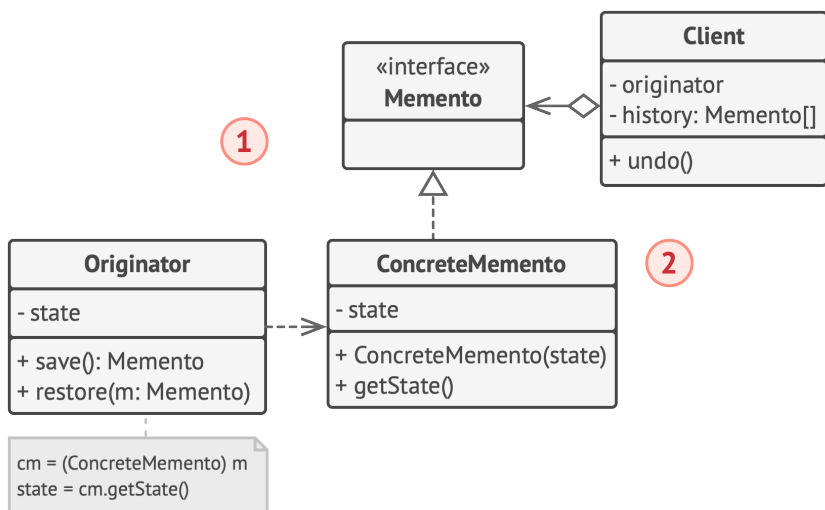 Client
- originator
- history: Memento[]
+ undo()
«interface»
Memento
1
Originator
- state
+ save(): Memento
+ restore(m: Memento)
ConcreteMemento
- state
+ ConcreteMemento(state)
+ getState()
2
cm = (ConcreteMemento) m
state = cm.getState()